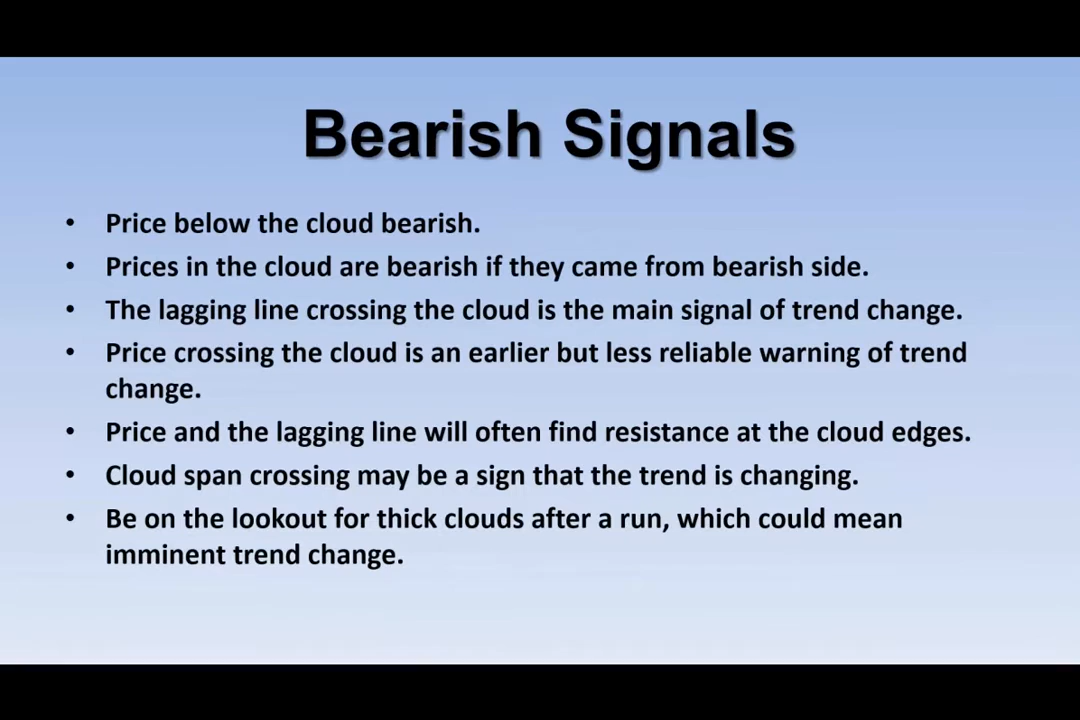 Bearish Signals
• Price below the cloud bearish.
• Prices in the cloud are bearish if they came from bearish side.
• The lagging line crossing the cloud is the main signal of trend change.
• Price crossing the cloud is an earlier but less reliable warning of trend
change.
• Price and the lagging line will often find resistance at the cloud edges.
• Cloud span crossing may be a sign that the trend is changing.
• Be on the lookout for thick clouds after a run, which could mean
imminent trend change.